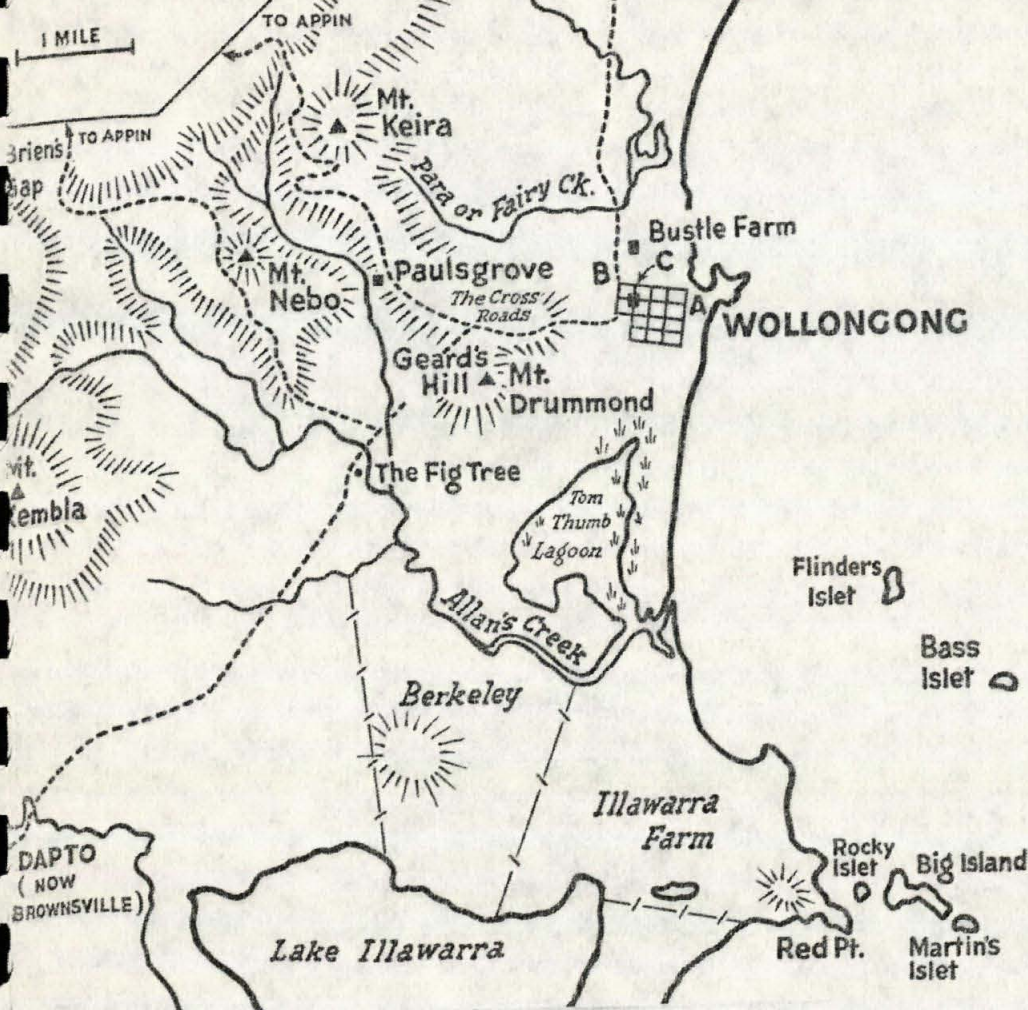 TO APPIN
1 MILE
Mt.
Keira
TO APPIN
Brien's
Gap
Para or Fairy Ck.
Bustle Farm
B
C
A
Paulsgrove
Mt.
Nebo
The Cross
Roads
WOLLONGONG
Geard's
Hill
Mt.
Drummond
The Fig Tree
Mt.
Kembla
Tom
Thumb
Lagoon
Flinders
Islet
Allan's Creek
Bass
Islet
Berkeley
Illawarra
Farm
DAPTO
(NOW
BROWNSVILLE)
Rocky
Islet
Big Island
Lake Illawarra
Red Pt.
Martin's
Islet